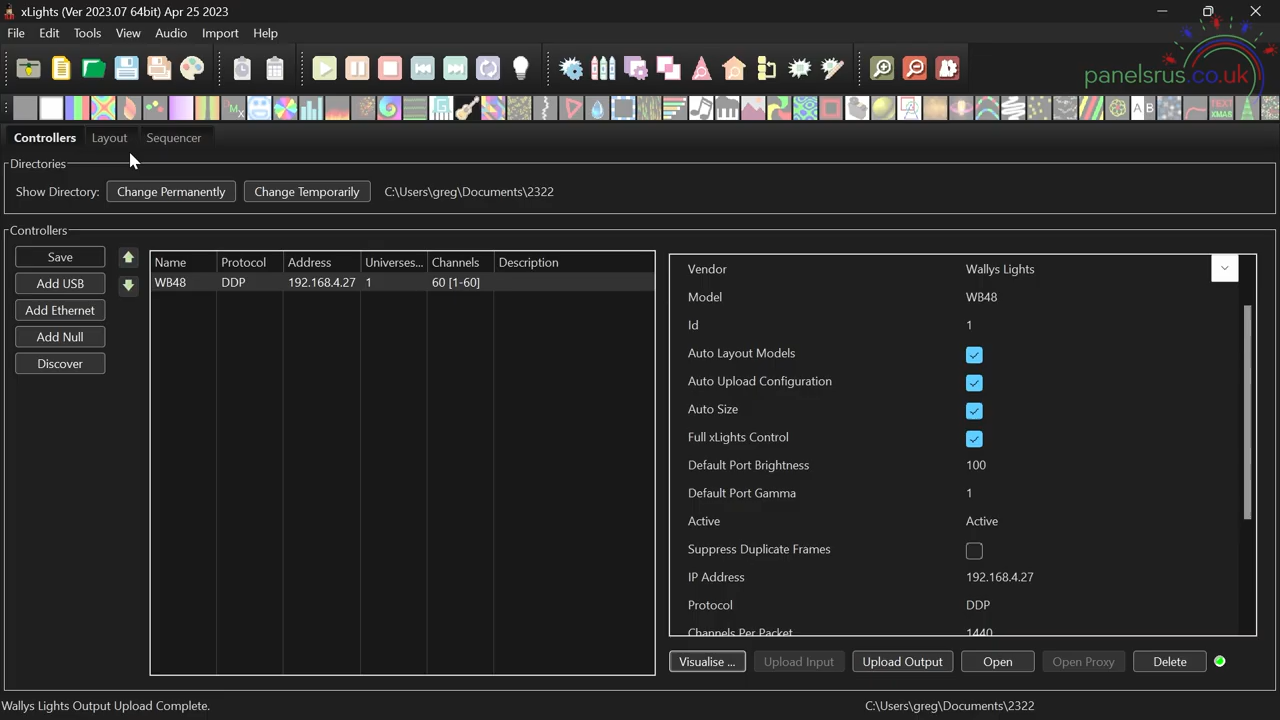 xLights (Ver 2023.07 64bit) Apr 25 2023
File Edit Tools View Audio Import Help
panelsrus.co.uk
A B
TEXT XMAS
Controllers Layout Sequencer
Directories
Show Directory: Change Permanently Change Temporarily C:\Users\greg\Documents\2322
Controllers
Save
Add USB
Add Ethernet
Add Null
Discover
Name Protocol Address Universes... Channels Description
WB48 DDP 192.168.4.27 1 60 [1-60]
Vendor Wallys Lights
Model WB48
Id 1
Auto Layout Models
Auto Upload Configuration
Auto Size
Full xLights Control
Default Port Brightness 100
Default Port Gamma 1
Active Active
Suppress Duplicate Frames
IP Address 192.168.4.27
Protocol DDP
Channels Per Packet 1440
Visualise ... Upload Input Upload Output Open Open Proxy Delete
Wallys Lights Output Upload Complete. C:\Users\greg\Documents\2322